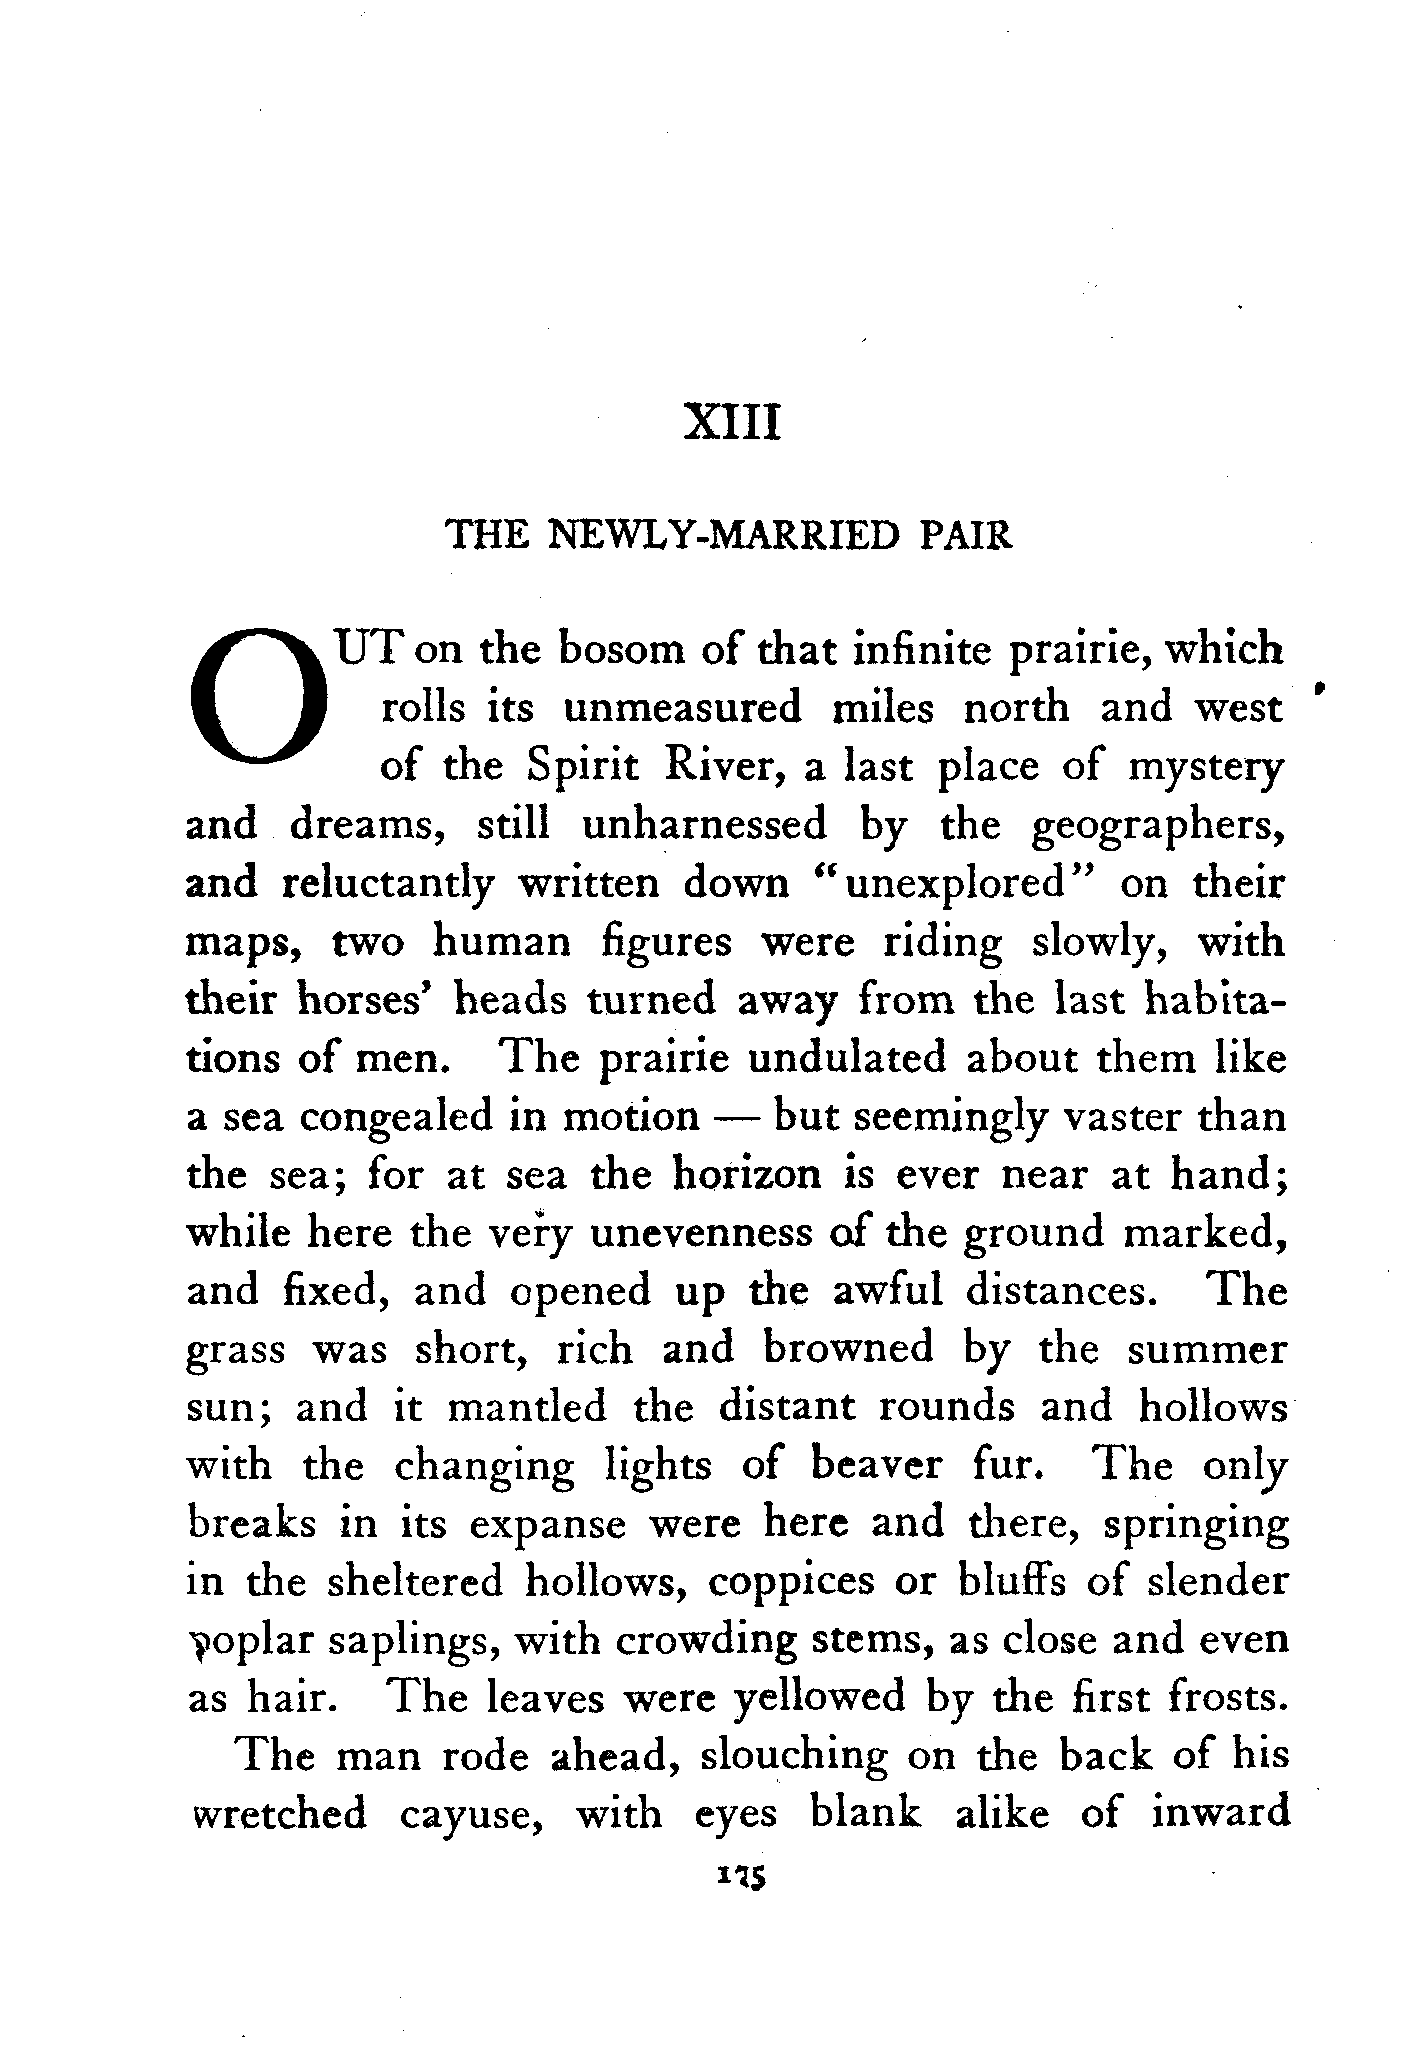 XIII
THE NEWLY-MARRIED PAIR
OUT on the bosom of that infinite prairie, which
rolls its unmeasured miles north and west
of the Spirit River, a last place of mystery
and dreams, still unharnessed by the geographers,
and reluctantly written down "unexplored" on their
maps, two human figures were riding slowly, with
their horses' heads turned away from the last habita-
tions of men. The prairie undulated about them like
a sea congealed in motion — but seemingly vaster than
the sea; for at sea the horizon is ever near at hand;
while here the very unevenness of the ground marked,
and fixed, and opened up the awful distances. The
grass was short, rich and browned by the summer
sun; and it mantled the distant rounds and hollows
with the changing lights of beaver fur. The only
breaks in its expanse were here and there, springing
in the sheltered hollows, coppices or bluffs of slender
poplar saplings, with crowding stems, as close and even
as hair. The leaves were yellowed by the first frosts.
The man rode ahead, slouching on the back of his
wretched cayuse, with eyes blank alike of inward